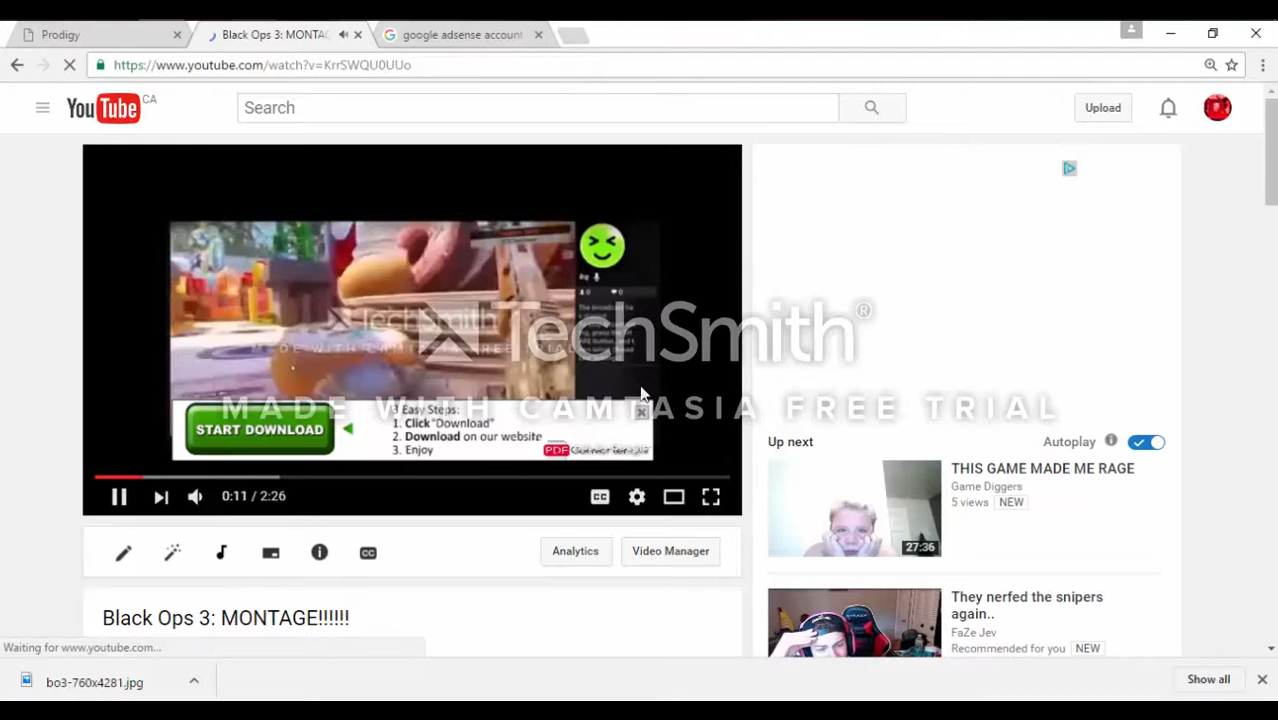 Prodigy
Black Ops 3: MONTA
google adsense account
https://www.youtube.com/watch?v=KrrSWQU0UUo
YouTube CA
Search
Upload
TechSmith®
MADE WITH CAMTASIA FREE TRIAL
START DOWNLOAD
3 Easy Steps:
1. Click "Download"
2. Download on our website
3. Enjoy
PDF
0:11 / 2:26
CC
Up next
Autoplay
THIS GAME MADE ME RAGE
Game Diggers
5 views NEW
27:36
CC
Analytics
Video Manager
They nerfed the snipers
again..
FaZe Jev
Recommended for you NEW
Black Ops 3: MONTAGE!!!!!!
Waiting for www.youtube.com...
bo3-760x4281.jpg
Show all